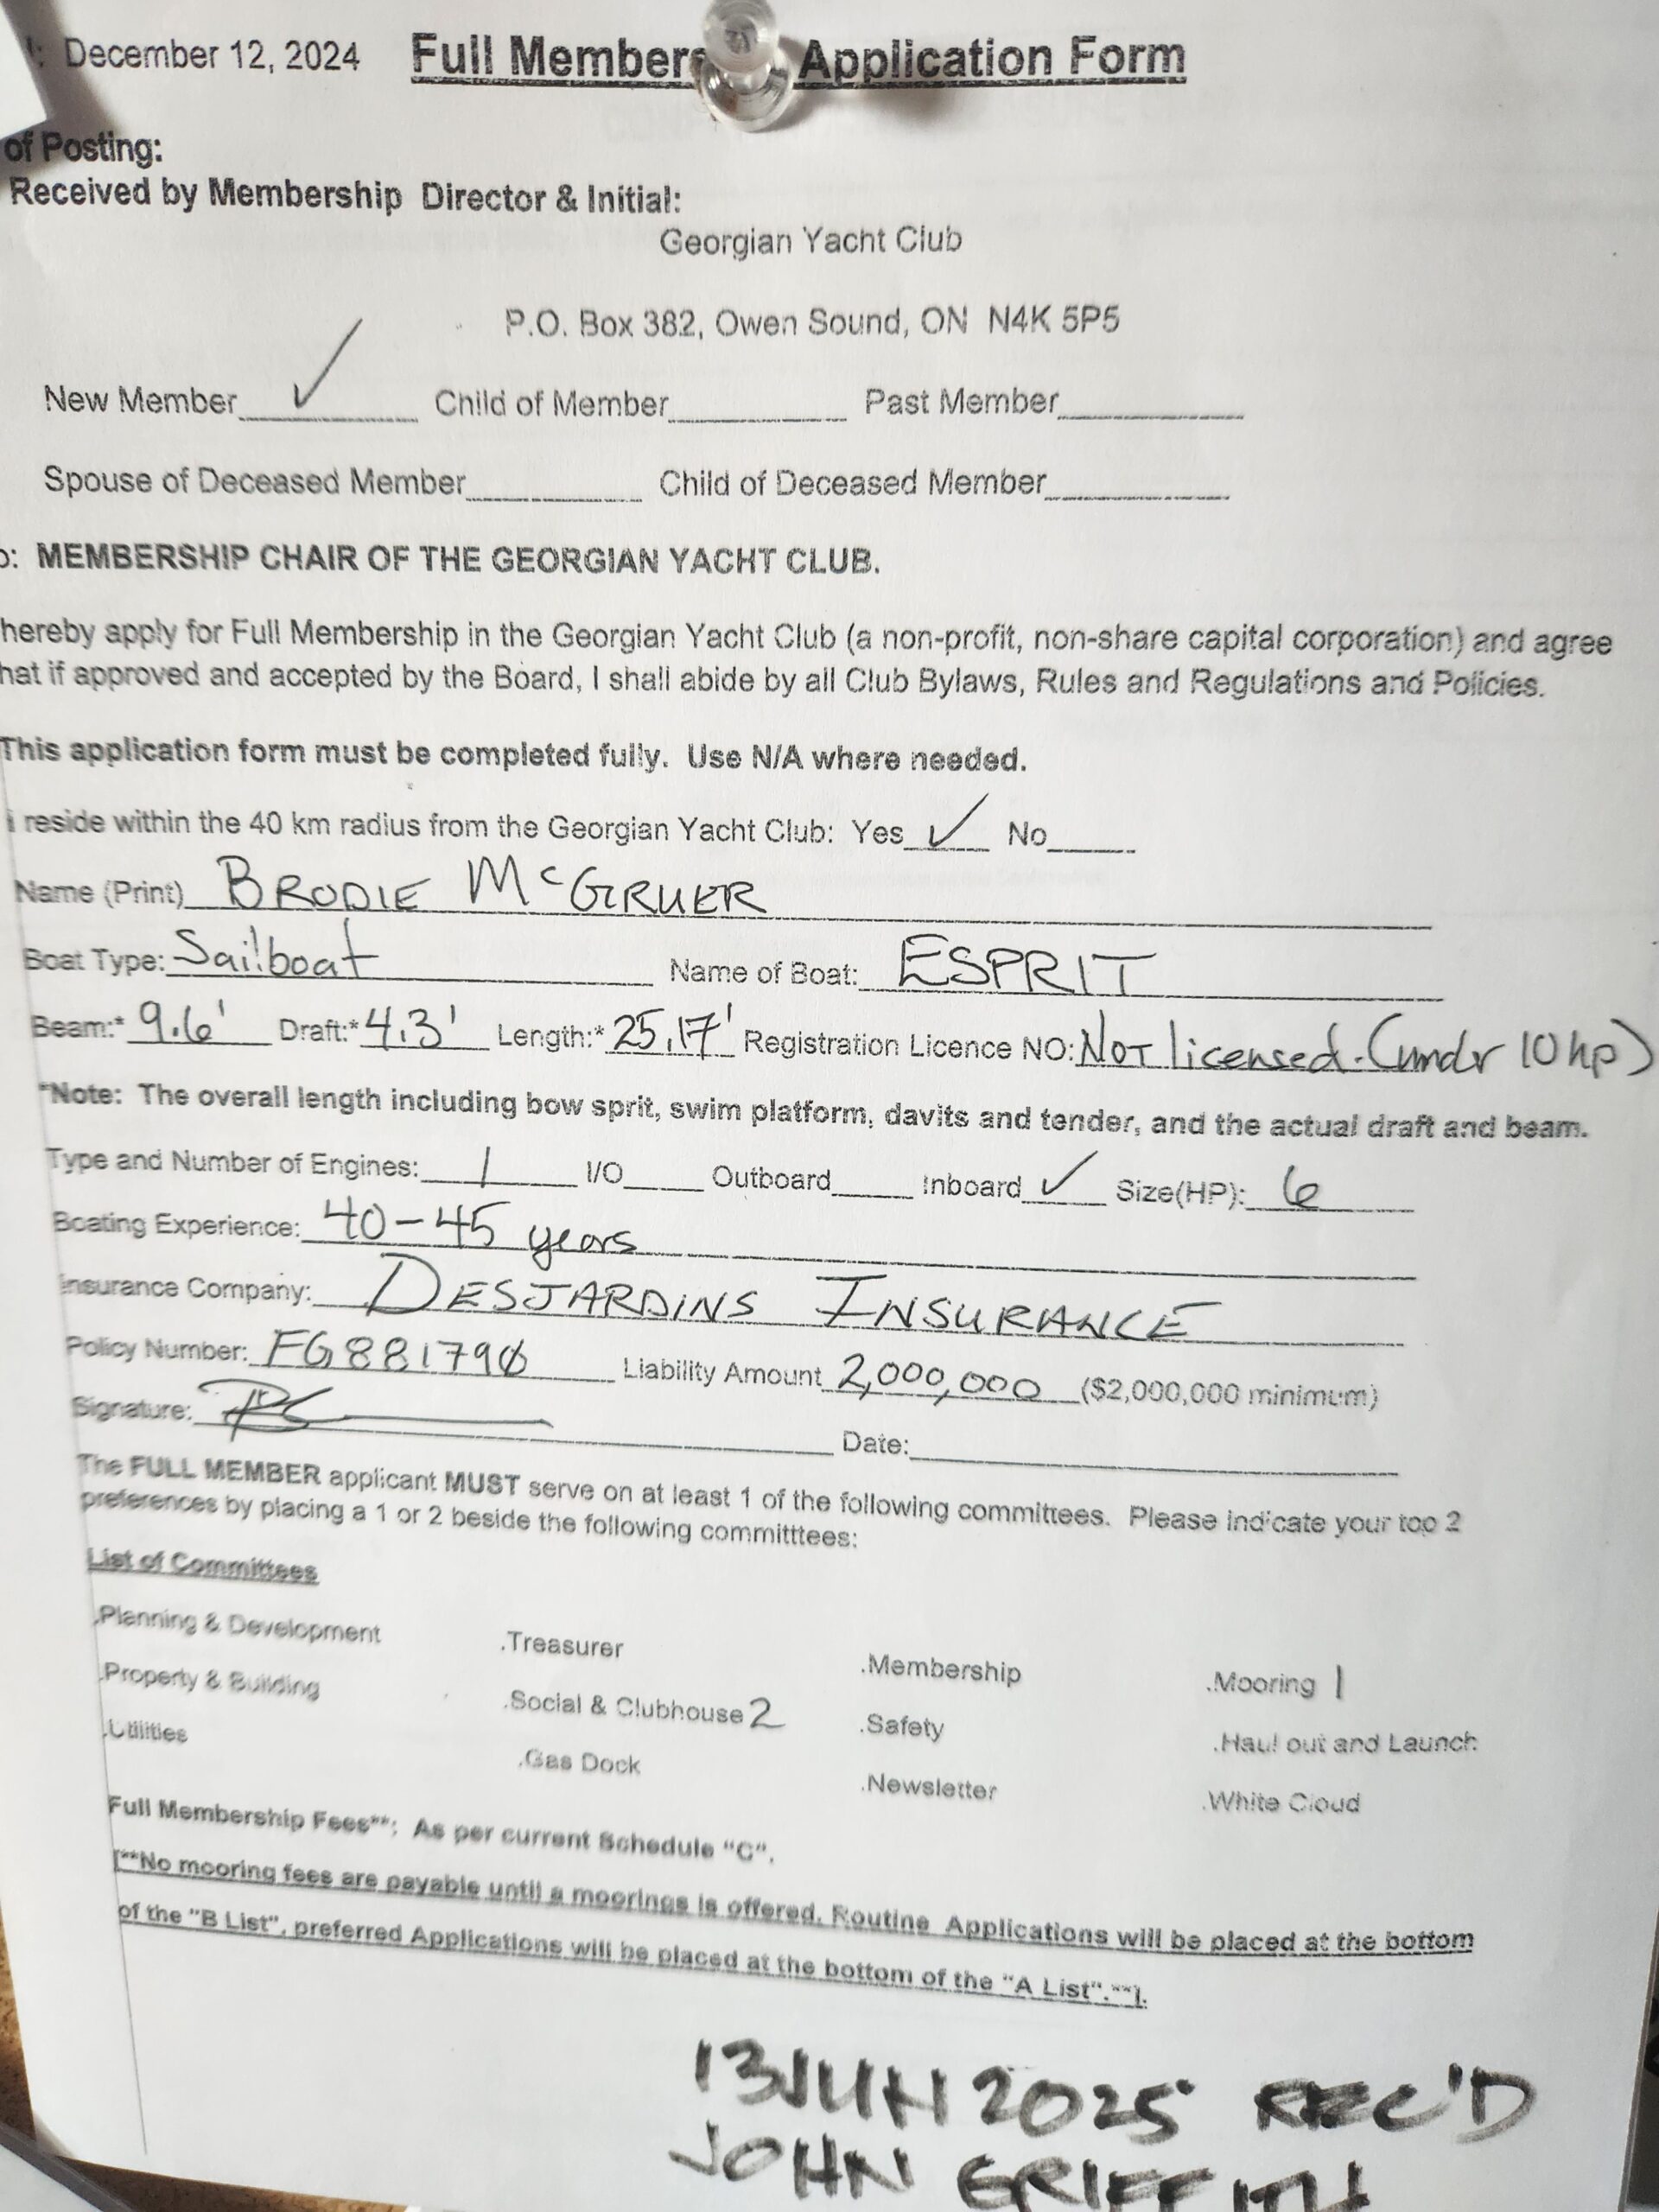 : December 12, 2024 Full Members Application Form
of Posting:
Received by Membership Director & Initial:
Georgian Yacht Club
P.O. Box 382, Owen Sound, ON N4K 5P5
New Member ✓ Child of Member Past Member
Spouse of Deceased Member Child of Deceased Member
o: MEMBERSHIP CHAIR OF THE GEORGIAN YACHT CLUB.
hereby apply for Full Membership in the Georgian Yacht Club (a non-profit, non-share capital corporation) and agree
hat if approved and accepted by the Board, I shall abide by all Club Bylaws, Rules and Regulations and Policies.
This application form must be completed fully. Use N/A where needed.
I reside within the 40 km radius from the Georgian Yacht Club: Yes ✓ No
Name (Print) BRODIE McGRUER
Boat Type: Sailboat Name of Boat: ESPRIT
Beam:* 9.6' Draft:* 4.3' Length:* 25.17' Registration Licence NO: NOT licensed. (undr 10hp)
*Note: The overall length including bow sprit, swim platform, davits and tender, and the actual draft and beam.
Type and Number of Engines: 1 I/O Outboard Inboard ✓ Size(HP): 6
Boating Experience: 40-45 years
Insurance Company: DESJARDINS INSURANCE
Policy Number: FG881790 Liability Amount 2,000,000 ($2,000,000 minimum)
Signature: Date:
The FULL MEMBER applicant MUST serve on at least 1 of the following committees. Please indicate your top 2
preferences by placing a 1 or 2 beside the following committtees:
List of Committees
.Planning & Development .Treasurer .Membership .Mooring 1
.Property & Building .Social & Clubhouse 2 .Safety .Haul out and Launch
.Utilities .Gas Dock .Newsletter .White Cloud
Full Membership Fees**: As per current Schedule "C".
[**No mooring fees are payable until a moorings is offered. Routine Applications will be placed at the bottom
of the "B List", preferred Applications will be placed at the bottom of the "A List".**].
13JUN2025 REC'D
JOHN GRIFFITH